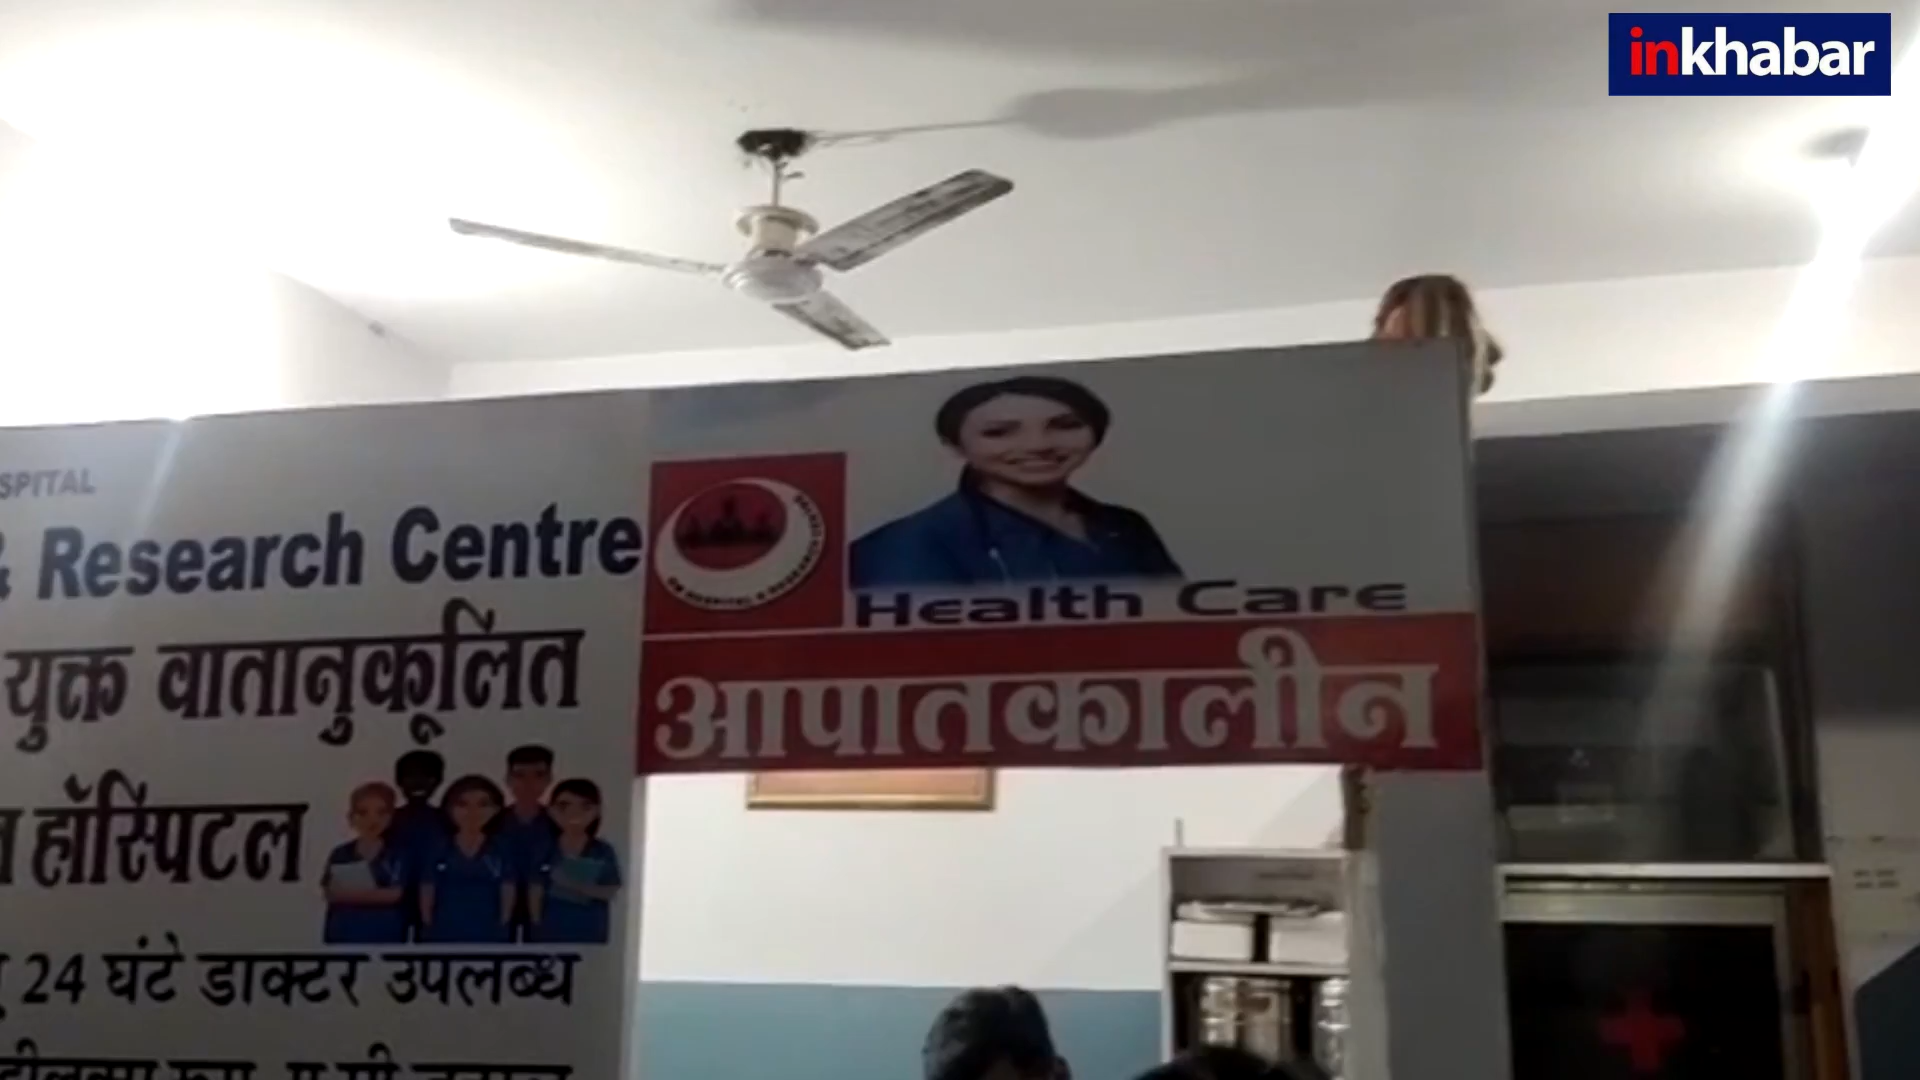 inkhabar
SPITAL
& Research Centre
युक्त वातानुकूलित
हॉस्पिटल
24 घंटे डाक्टर उपलब्ध
Health Care
आपातकालीन